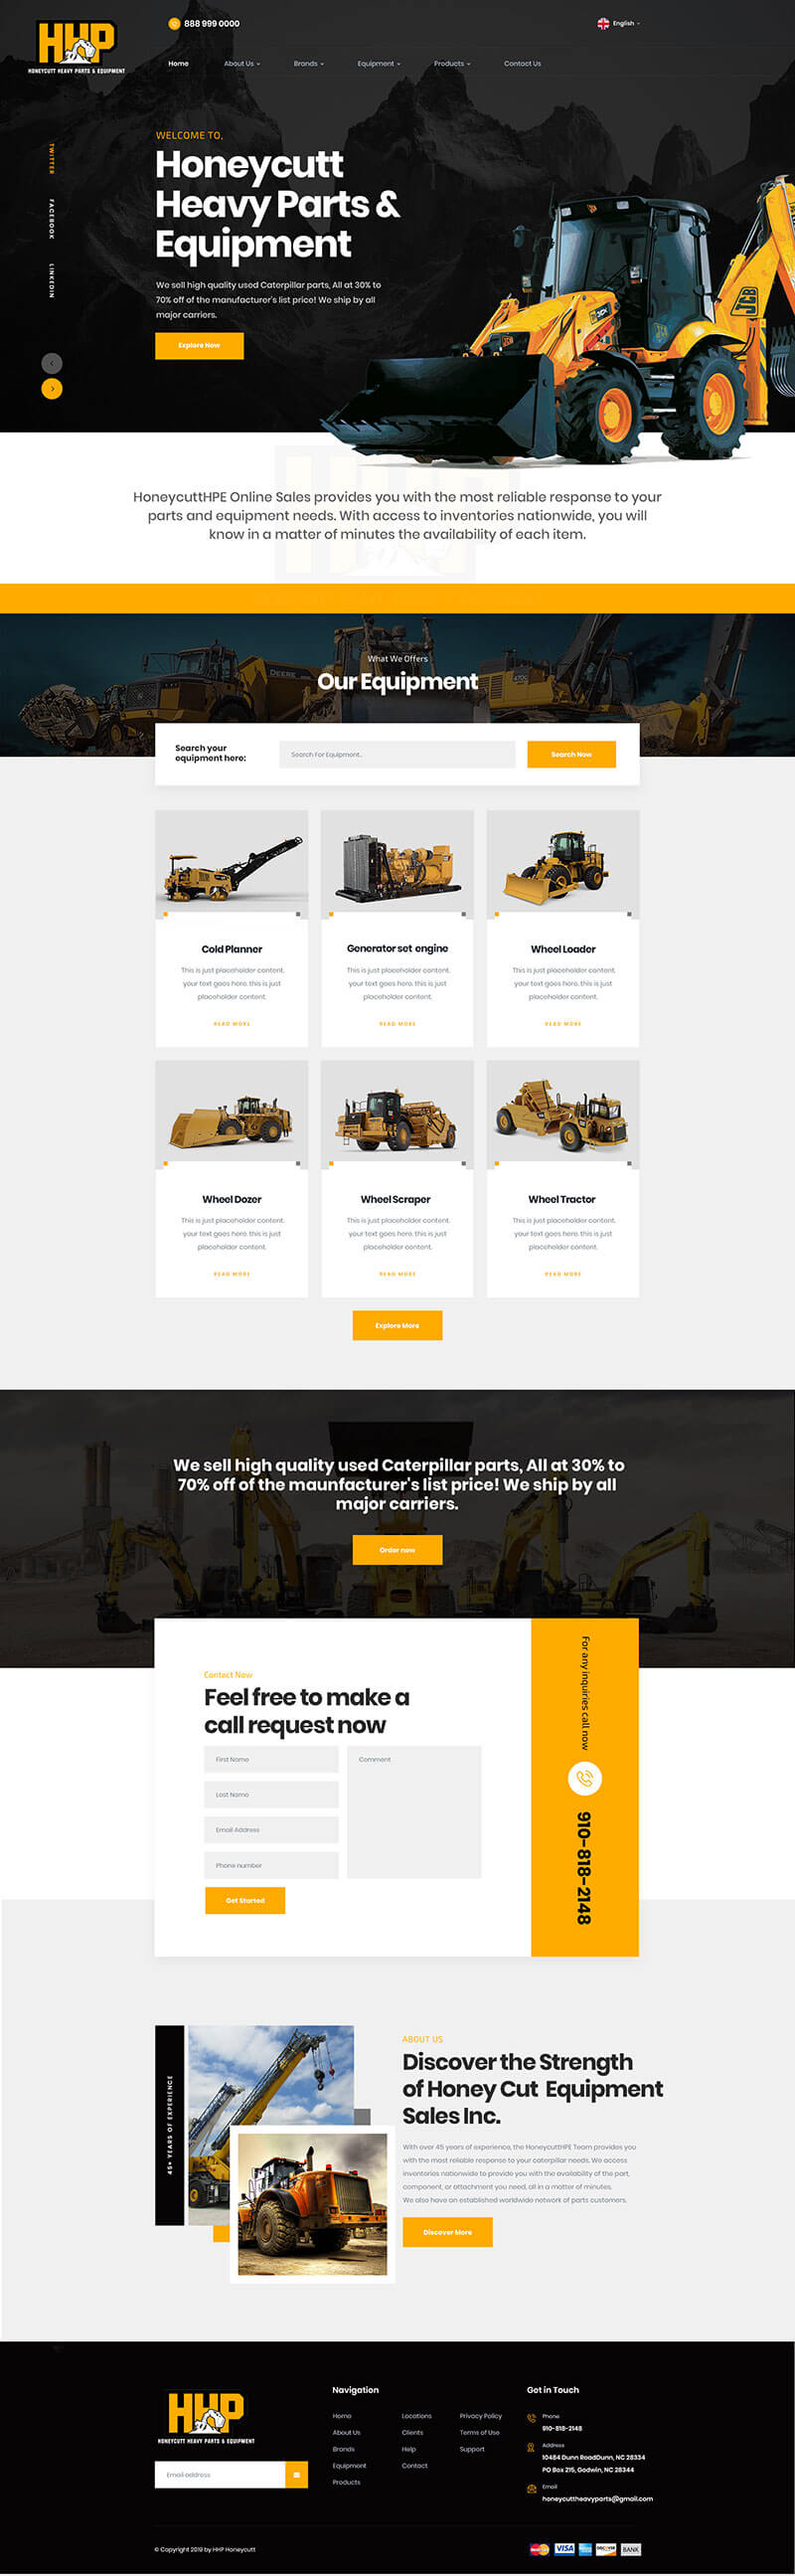 HHP
HONEYCUTT HEAVY PARTS & EQUIPMENT
888 999 0000
English
Home
About Us
Brands
Equipment
Products
Contact Us
TWITTER
FACEBOOK
LINKEDIN
WELCOME TO,
Honeycutt
Heavy Parts &
Equipment
We sell high quality used Caterpillar parts, All at 30% to
70% off of the manufacturer's list price! We ship by all
major carriers.
Explore Now
JCB
JCB
JCB
HoneycuttHPE Online Sales provides you with the most reliable response to your
parts and equipment needs. With access to inventories nationwide, you will
know in a matter of minutes the availability of each item.
DEERE
What We Offers
Our Equipment
Search your
equipment here:
Search For Equipment...
Search Now
Cold Planner
This is just placeholder content,
your text goes here, this is just
placeholder content.
READ MORE
Generator set engine
This is just placeholder content,
your text goes here, this is just
placeholder content.
READ MORE
Wheel Loader
This is just placeholder content,
your text goes here, this is just
placeholder content.
READ MORE
Wheel Dozer
This is just placeholder content,
your text goes here, this is just
placeholder content.
READ MORE
Wheel Scraper
This is just placeholder content,
your text goes here, this is just
placeholder content.
READ MORE
Wheel Tractor
This is just placeholder content,
your text goes here, this is just
placeholder content.
READ MORE
Explore More
We sell high quality used Caterpillar parts, All at 30% to
70% off of the maunfacturer's list price! We ship by all
major carriers.
Order now
Contact Now
Feel free to make a
call request now
First Name
Last Name
Email Address
Phone number
Comment
Get Started
For any inquiries call now
910-818-2148
45+ YEARS OF EXPERIENCE
ABOUT US
Discover the Strength
of Honey Cut Equipment
Sales Inc.
With over 45 years of experience, the HoneycuttHPE Team provides you
with the most reliable response to your caterpillar needs. We access
inventories nationwide to provide you with the availability of the part,
component, or attachment you need, all in a matter of minutes.
We also have an established worldwide network of parts customers.
Discover More
HHP
HONEYCUTT HEAVY PARTS & EQUIPMENT
Email address
Navigation
Home
About Us
Brands
Equipment
Products
Locations
Clients
Help
Contact
Privacy Policy
Terms of Use
Support
Get in Touch
Phone
910-818-2148
Address
10484 Dunn RoadDunn, NC 28334
PO Box 215, Godwin, NC 28344
Email
honeycuttheavyparts@gmail.com
© Copyright 2019 by HHP Honeycutt
VISA
DISCOVER
BANK